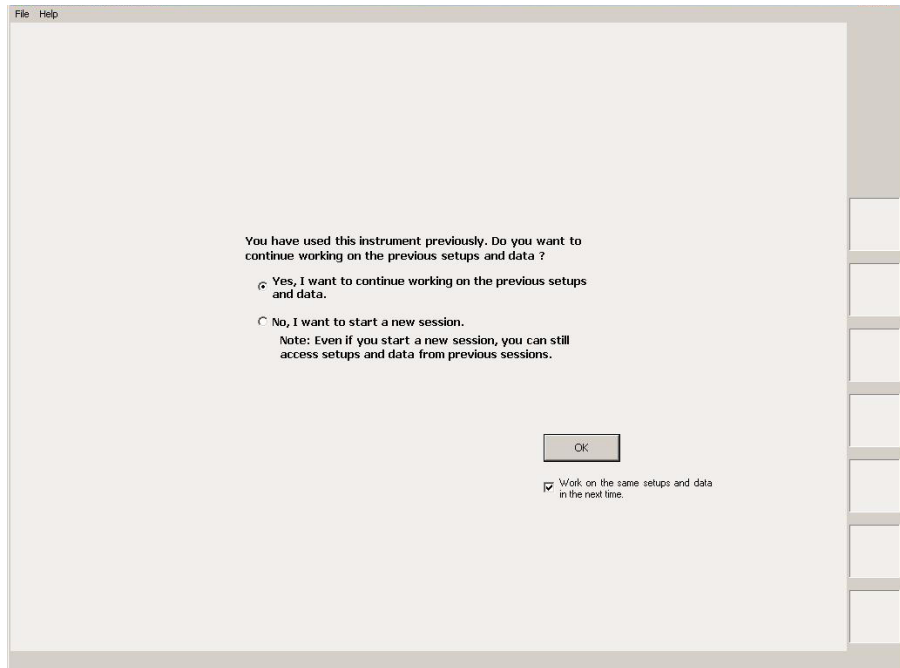 File Help
You have used this instrument previously. Do you want to
continue working on the previous setups and data ?
Yes, I want to continue working on the previous setups
and data.
No, I want to start a new session.
Note: Even if you start a new session, you can still
access setups and data from previous sessions.
OK
Work on the same setups and data
in the next time.